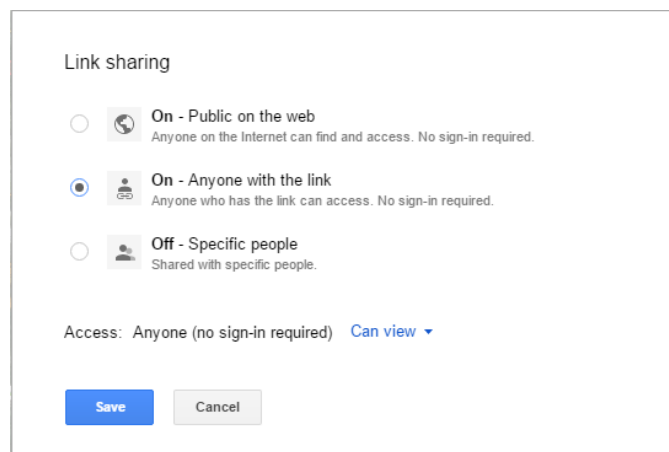 Link sharing
On - Public on the web
Anyone on the Internet can find and access. No sign-in required.
On - Anyone with the link
Anyone who has the link can access. No sign-in required.
Off - Specific people
Shared with specific people.
Access: Anyone (no sign-in required) Can view
Save Cancel